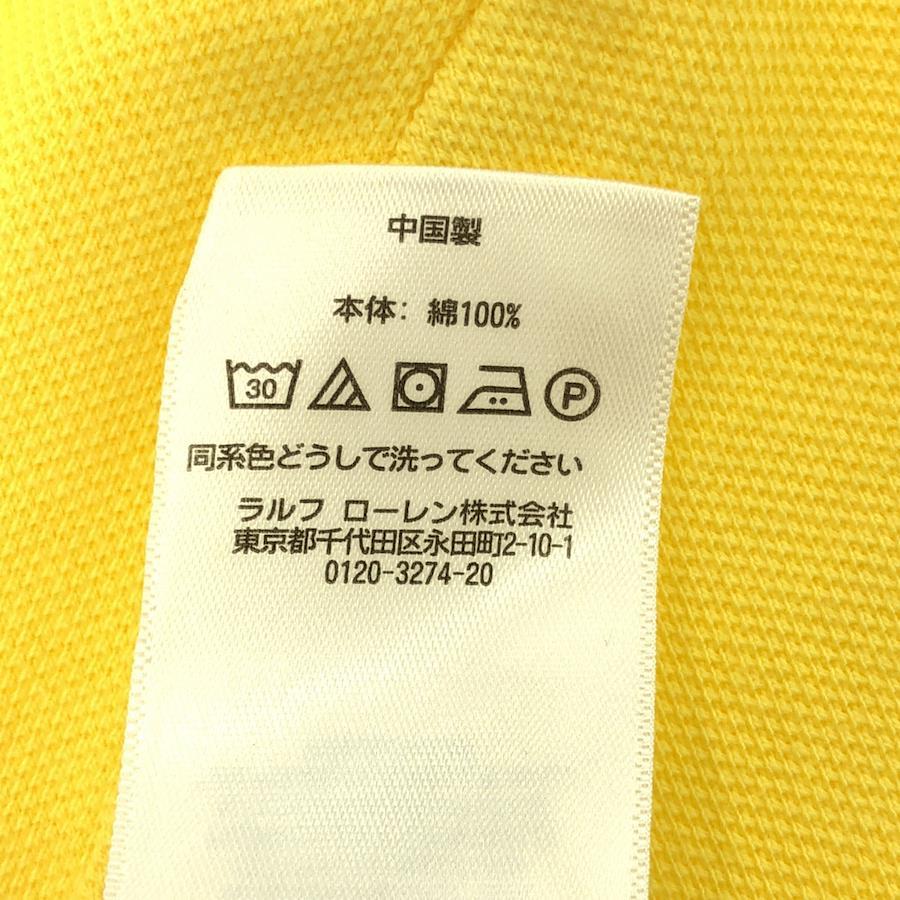 中国製
本体: 綿100%
30 P
同系色どうしで洗ってください
ラルフ ローレン株式会社
東京都千代田区永田町2-10-1
0120-3274-20